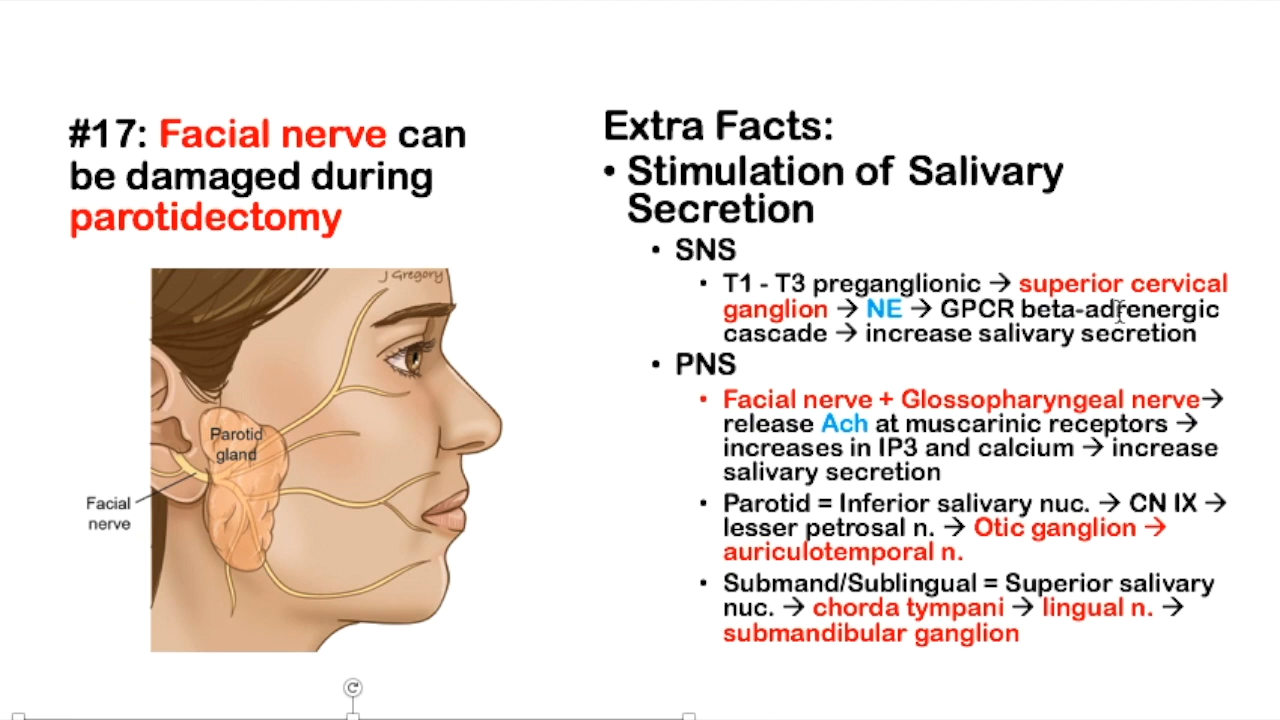 #17: Facial nerve can
be damaged during
parotidectomy
J Gregory
Parotid
gland
Facial
nerve
Extra Facts:
• Stimulation of Salivary
Secretion
• SNS
• T1 - T3 preganglionic → superior cervical
ganglion → NE → GPCR beta-adrenergic
cascade → increase salivary secretion
• PNS
• Facial nerve + Glossopharyngeal nerve→
release Ach at muscarinic receptors →
increases in IP3 and calcium → increase
salivary secretion
• Parotid = Inferior salivary nuc. → CN IX →
lesser petrosal n. → Otic ganglion →
auriculotemporal n.
• Submand/Sublingual = Superior salivary
nuc. → chorda tympani → lingual n. →
submandibular ganglion